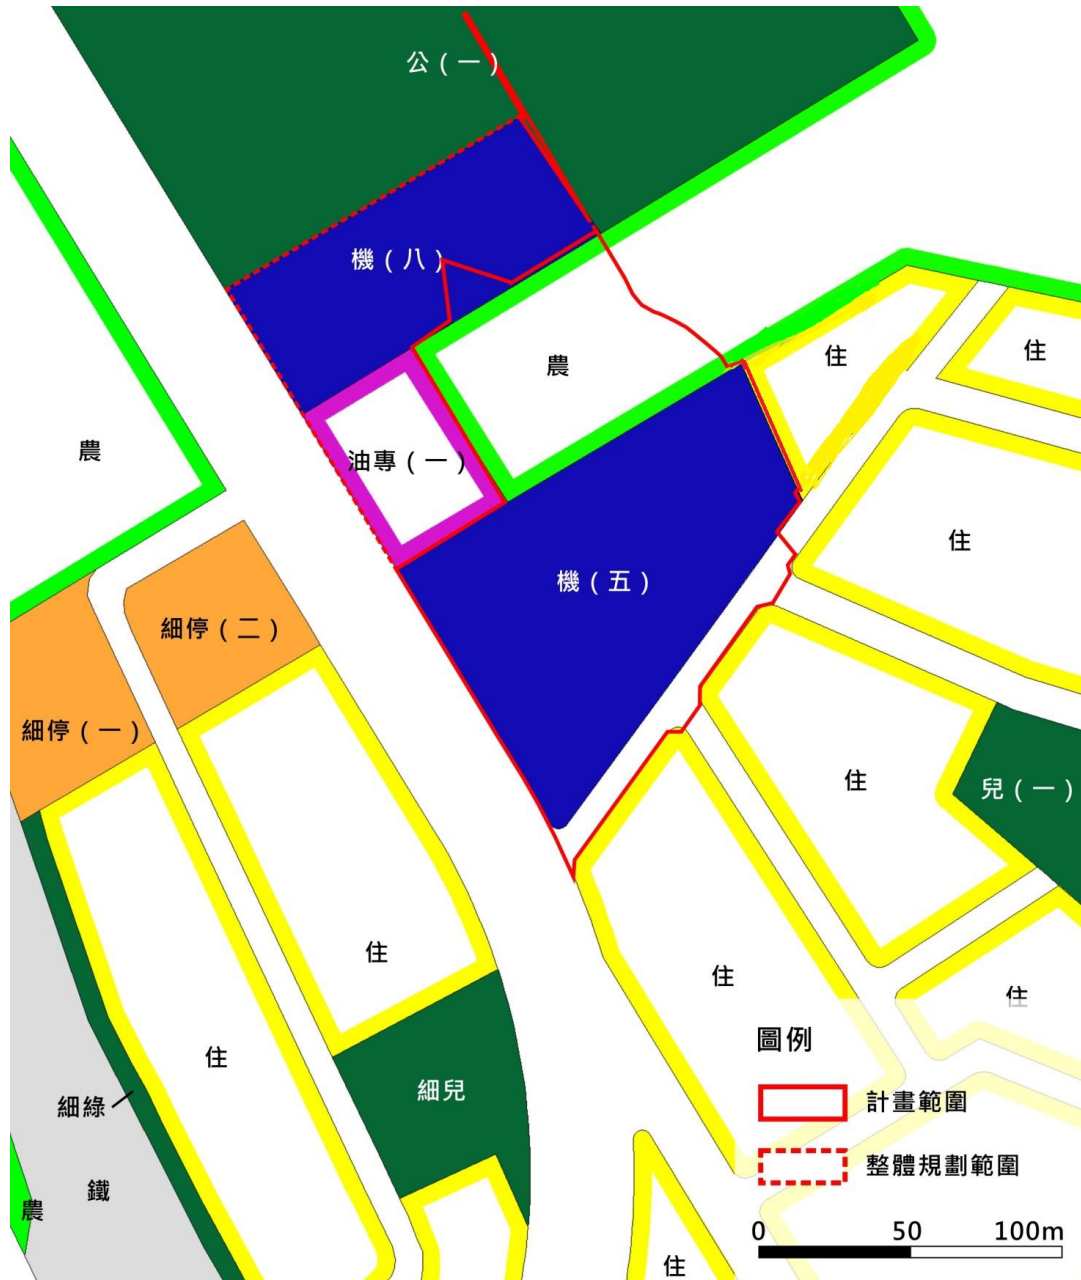 公（一）
機（八）
住
住
農
農
油專（一）
住
機（五）
細停（二）
細停（一）
住
兒（一）
住
住
住
住
圖例
細兒
計畫範圍
細綠
整體規劃範圍
鐵
農
0 50 100m
住